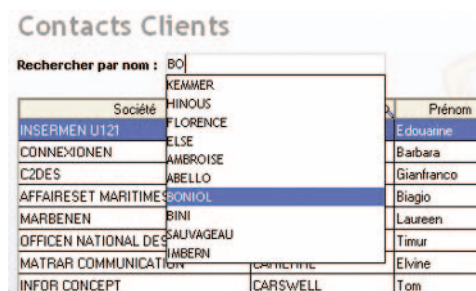 Contacts Clients
Rechercher par nom : BO
KEMMER
HINOUS
FLORENCE
ELSE
AMBROISE
ABELLO
BONIOL
BINI
SAUVAGEAU
IMBERN
Société Prénom
INSERMEN U121 Edouanne
CONNEXIONEN Barbara
C2DES Gianfranco
AFFAIRESET MARITIMES Biagio
MARBENEN Laureen
OFFICEN NATIONAL DES Timur
MATRAR COMMUNICATION Elvine
INFOR CONCEPT CARSWELL Tom